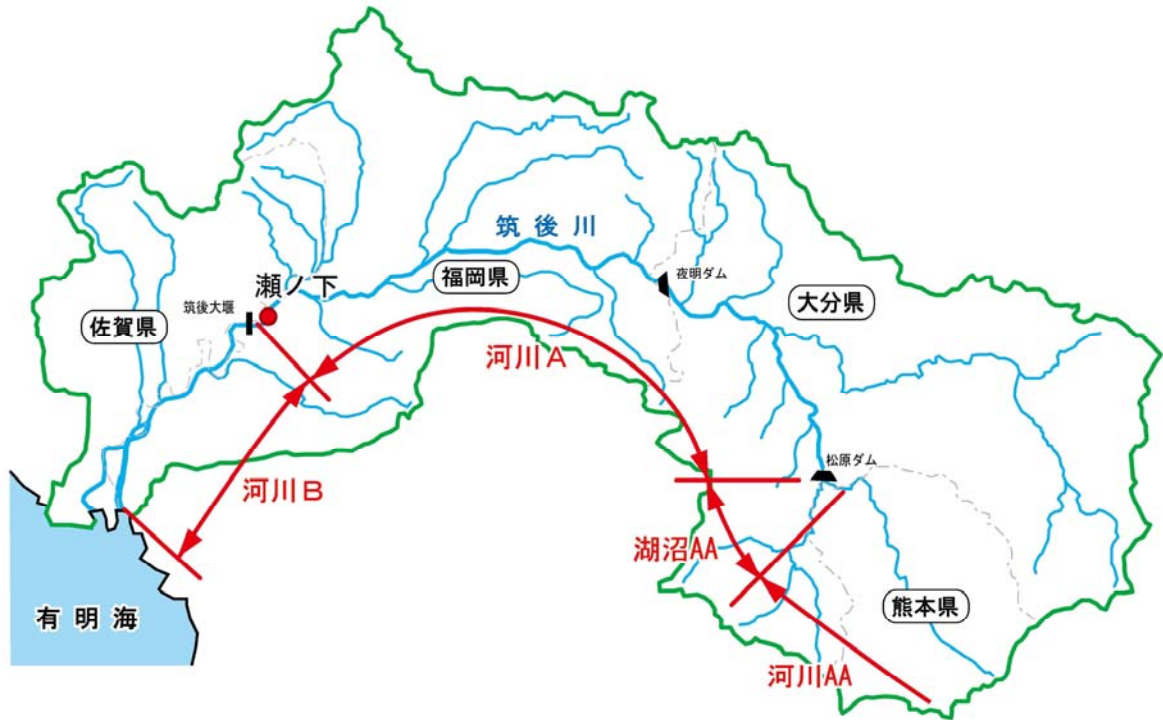 筑後川
夜明ダム
瀬ノ下
福岡県
大分県
筑後大堰
佐賀県
河川A
松原ダム
河川B
湖沼AA
熊本県
有明海
河川AA